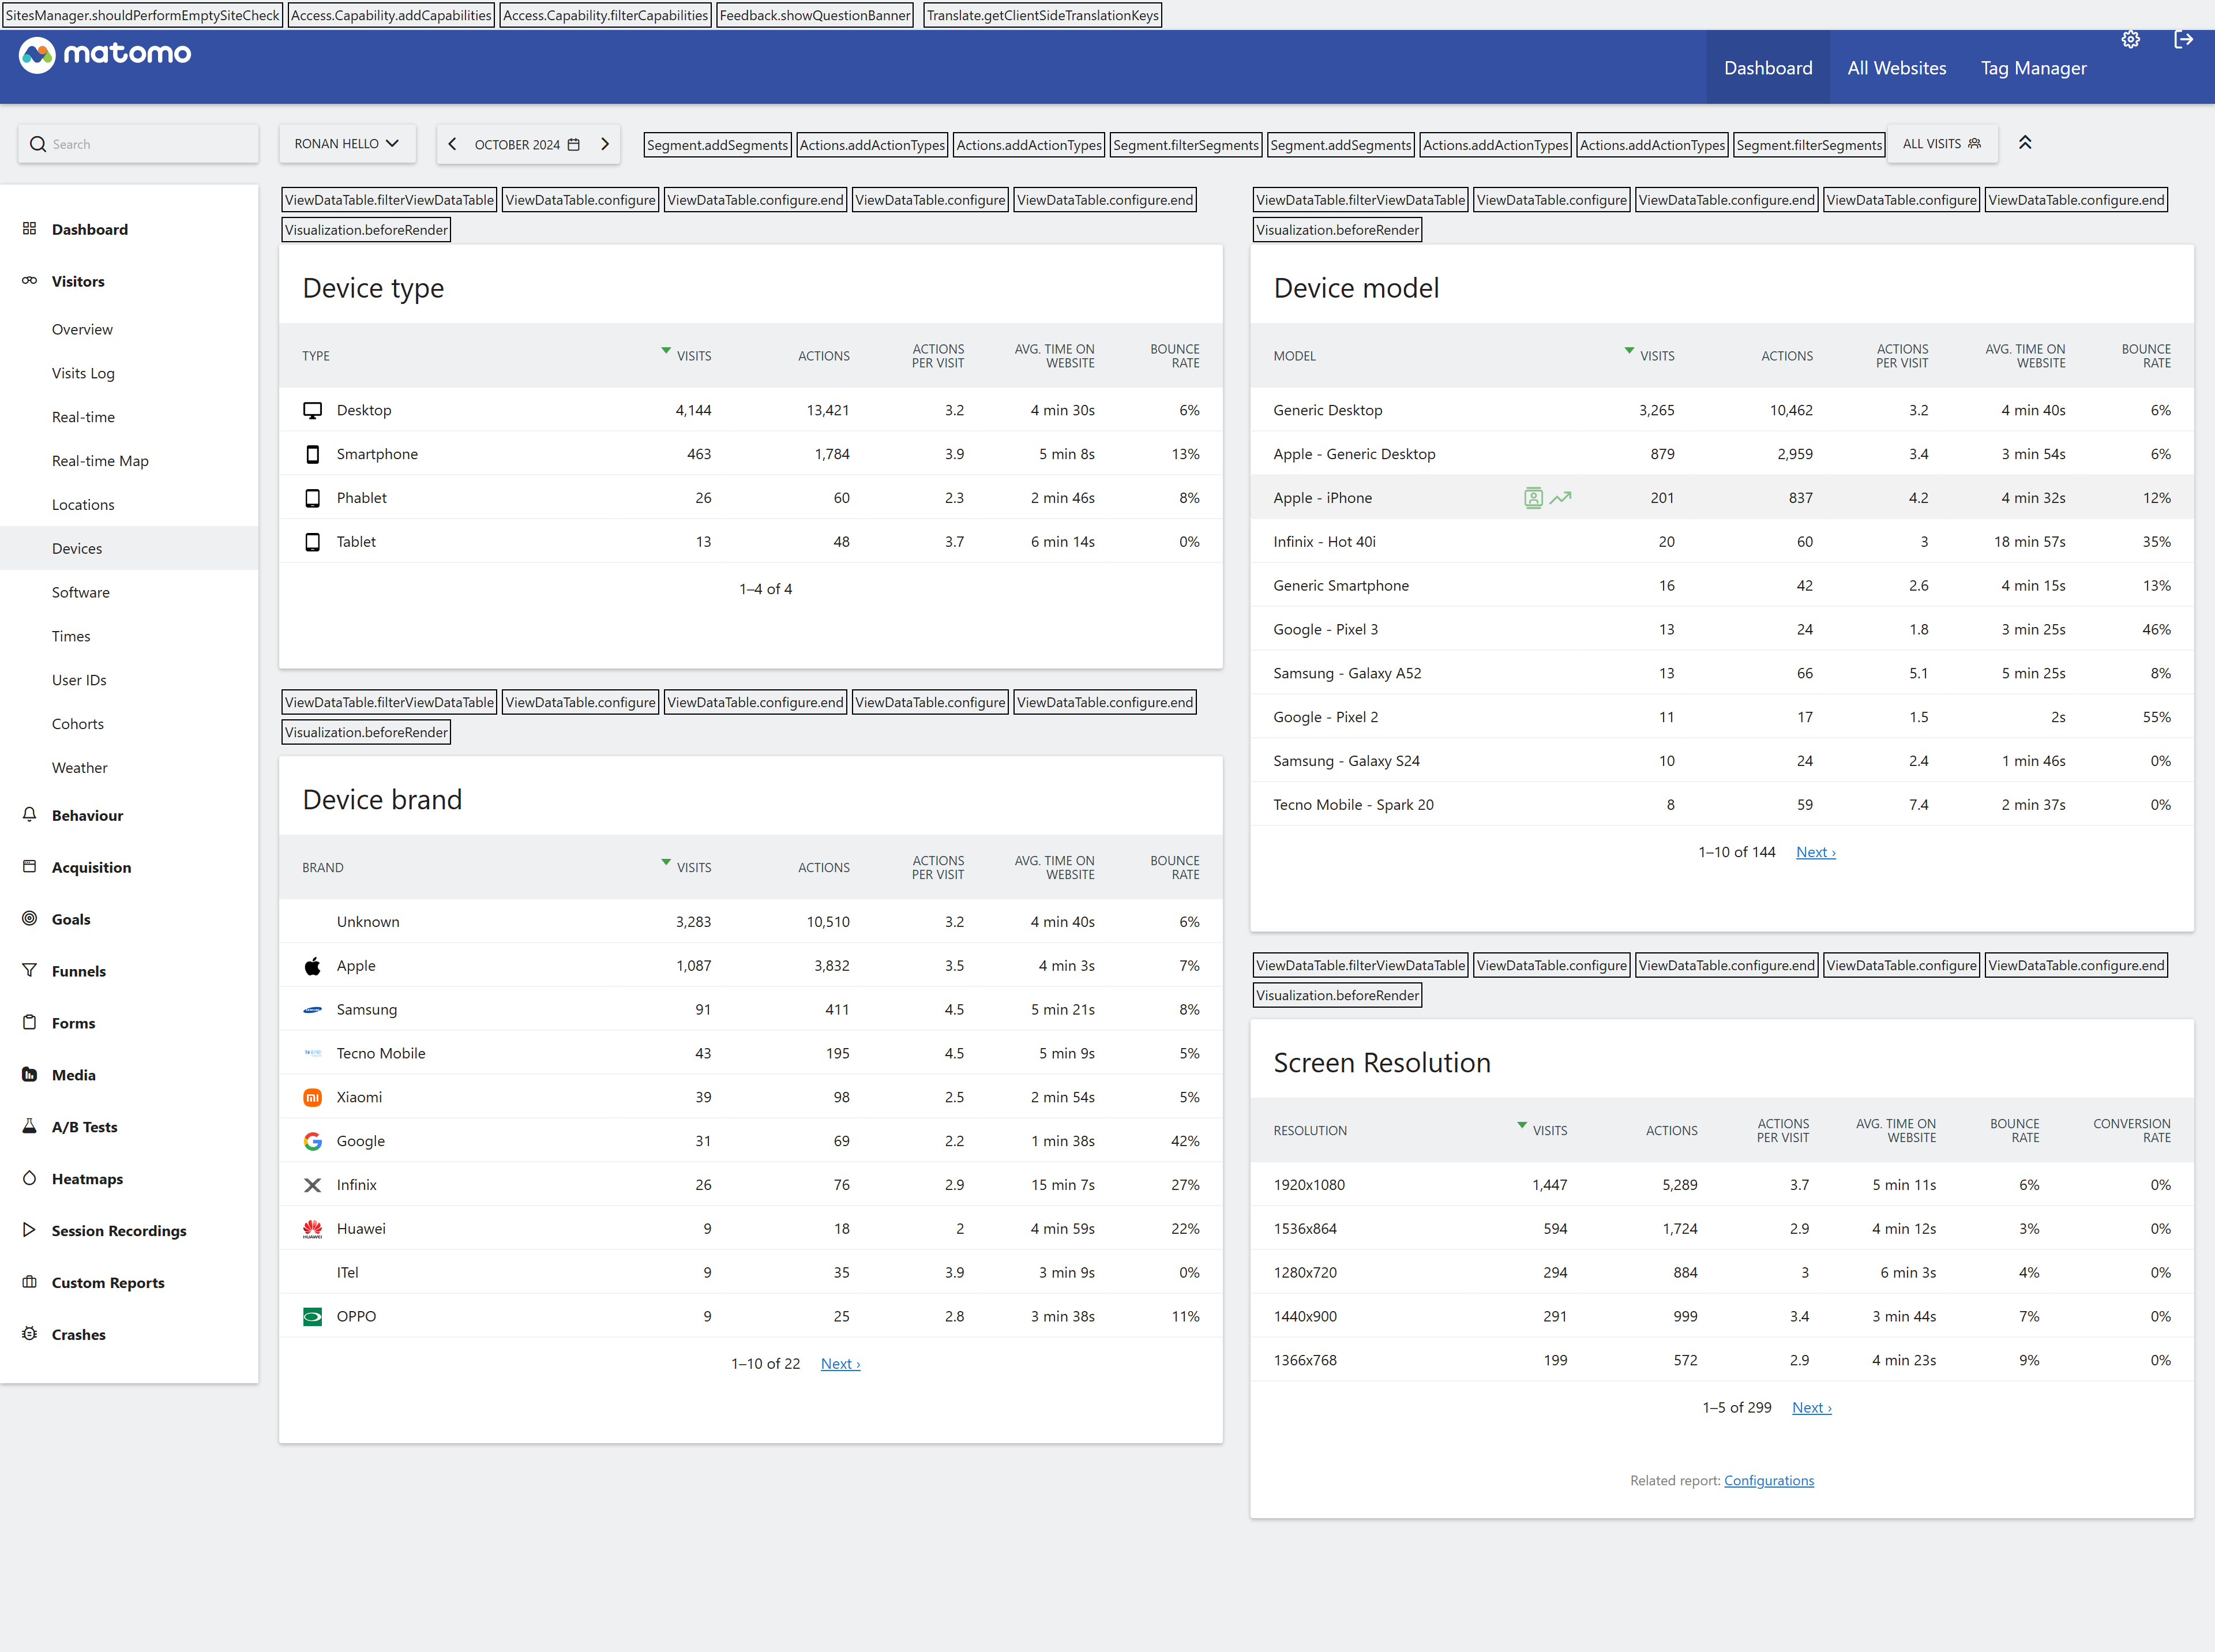 SitesManager.shouldPerformEmptySiteCheck Access.Capability.addCapabilities Access.Capability.filterCapabilities Feedback.showQuestionBanner Translate.getClientSideTranslationKeys
matomo
Dashboard All Websites Tag Manager
Search
RONAN HELLO OCTOBER 2024 Segment.addSegments Actions.addActionTypes Actions.addActionTypes Segment.filterSegments Segment.addSegments Actions.addActionTypes Actions.addActionTypes Segment.filterSegments ALL VISITS
Dashboard
Visitors
Overview
Visits Log
Real-time
Real-time Map
Locations
Devices
Software
Times
User IDs
Cohorts
Weather
Behaviour
Acquisition
Goals
Funnels
Forms
Media
A/B Tests
Heatmaps
Session Recordings
Custom Reports
Crashes
ViewDataTable.filterViewDataTable ViewDataTable.configure ViewDataTable.configure.end ViewDataTable.configure ViewDataTable.configure.end
Visualization.beforeRender
Device type
TYPE VISITS ACTIONS ACTIONS PER VISIT AVG. TIME ON WEBSITE BOUNCE RATE
Desktop 4,144 13,421 3.2 4 min 30s 6%
Smartphone 463 1,784 3.9 5 min 8s 13%
Phablet 26 60 2.3 2 min 46s 8%
Tablet 13 48 3.7 6 min 14s 0%
1–4 of 4
ViewDataTable.filterViewDataTable ViewDataTable.configure ViewDataTable.configure.end ViewDataTable.configure ViewDataTable.configure.end
Visualization.beforeRender
Device brand
BRAND VISITS ACTIONS ACTIONS PER VISIT AVG. TIME ON WEBSITE BOUNCE RATE
Unknown 3,283 10,510 3.2 4 min 40s 6%
Apple 1,087 3,832 3.5 4 min 3s 7%
Samsung 91 411 4.5 5 min 21s 8%
Tecno Mobile 43 195 4.5 5 min 9s 5%
Xiaomi 39 98 2.5 2 min 54s 5%
Google 31 69 2.2 1 min 38s 42%
Infinix 26 76 2.9 15 min 7s 27%
Huawei 9 18 2 4 min 59s 22%
ITel 9 35 3.9 3 min 9s 0%
OPPO 9 25 2.8 3 min 38s 11%
1–10 of 22 Next ›
ViewDataTable.filterViewDataTable ViewDataTable.configure ViewDataTable.configure.end ViewDataTable.configure ViewDataTable.configure.end
Visualization.beforeRender
Device model
MODEL VISITS ACTIONS ACTIONS PER VISIT AVG. TIME ON WEBSITE BOUNCE RATE
Generic Desktop 3,265 10,462 3.2 4 min 40s 6%
Apple - Generic Desktop 879 2,959 3.4 3 min 54s 6%
Apple - iPhone 201 837 4.2 4 min 32s 12%
Infinix - Hot 40i 20 60 3 18 min 57s 35%
Generic Smartphone 16 42 2.6 4 min 15s 13%
Google - Pixel 3 13 24 1.8 3 min 25s 46%
Samsung - Galaxy A52 13 66 5.1 5 min 25s 8%
Google - Pixel 2 11 17 1.5 2s 55%
Samsung - Galaxy S24 10 24 2.4 1 min 46s 0%
Tecno Mobile - Spark 20 8 59 7.4 2 min 37s 0%
1–10 of 144 Next ›
ViewDataTable.filterViewDataTable ViewDataTable.configure ViewDataTable.configure.end ViewDataTable.configure ViewDataTable.configure.end
Visualization.beforeRender
Screen Resolution
RESOLUTION VISITS ACTIONS ACTIONS PER VISIT AVG. TIME ON WEBSITE BOUNCE RATE CONVERSION RATE
1920x1080 1,447 5,289 3.7 5 min 11s 6% 0%
1536x864 594 1,724 2.9 4 min 12s 3% 0%
1280x720 294 884 3 6 min 3s 4% 0%
1440x900 291 999 3.4 3 min 44s 7% 0%
1366x768 199 572 2.9 4 min 23s 9% 0%
1–5 of 299 Next ›
Related report: Configurations